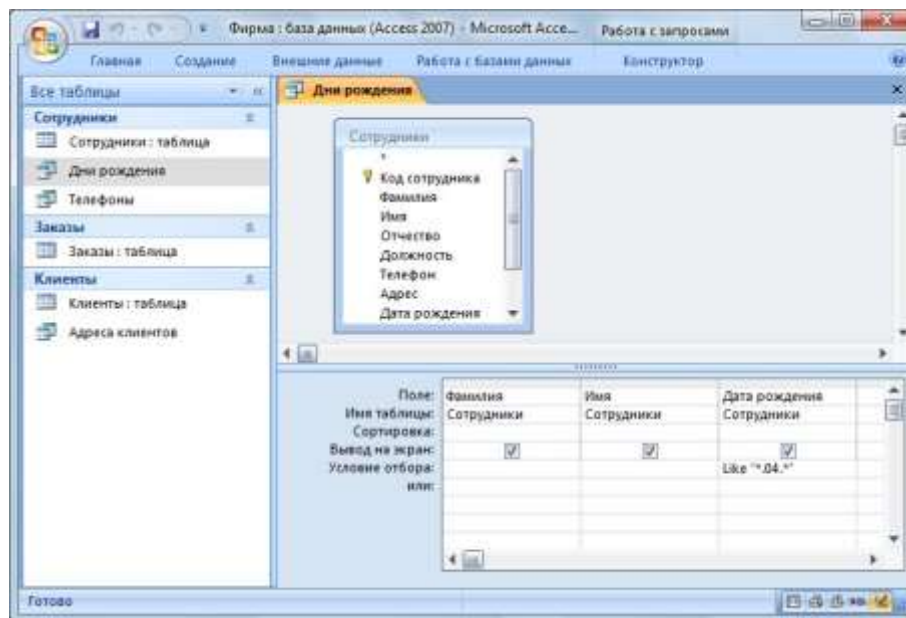 Фирма : база данных (Access 2007) - Microsoft Acce...
Работа с запросами
Главная Создание Внешние данные Работа с базами данных Конструктор
Все таблицы
Дни рождения
Сотрудники
Сотрудники : таблица
Дни рождения
Телефоны
Заказы
Заказы : таблица
Клиенты
Клиенты : таблица
Адреса клиентов
Сотрудники
*
Код сотрудника
Фамилия
Имя
Отчество
Должность
Телефон
Адрес
Дата рождения
Поле: Фамилия Имя Дата рождения
Имя таблицы: Сотрудники Сотрудники Сотрудники
Сортировка:
Вывод на экран:
Условие отбора: Like "*.04.*"
или:
Готово